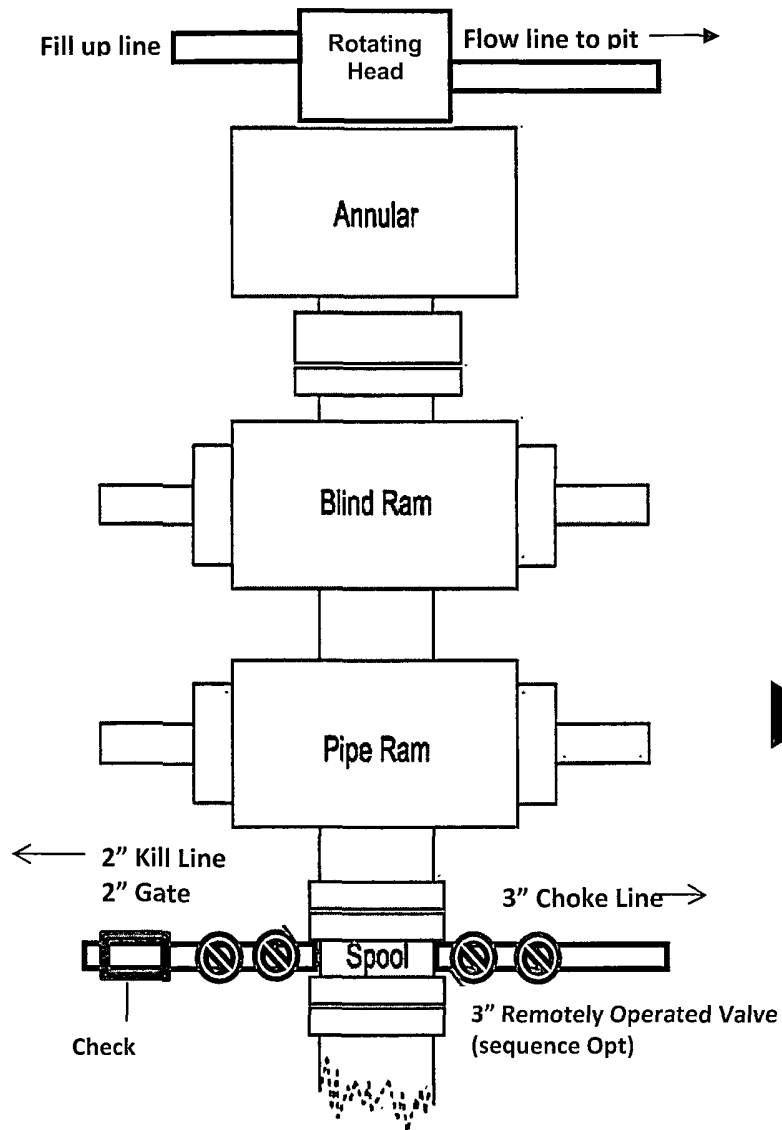 Fill up line
Rotating
Head
Flow line to pit
Annular
Blind Ram
Pipe Ram
2" Kill Line
2" Gate
3" Choke Line
Spool
3" Remotely Operated Valve
(sequence Opt)
Check